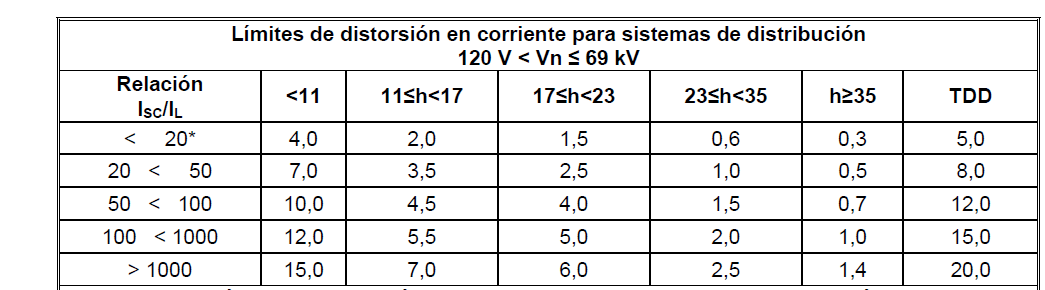 Límites de distorsión en corriente para sistemas de distribución
120 V < Vn ≤ 69 kV
Relación ISC/IL <11 11≤h<17 17≤h<23 23≤h<35 h≥35 TDD
< 20* 4,0 2,0 1,5 0,6 0,3 5,0
20 < 50 7,0 3,5 2,5 1,0 0,5 8,0
50 < 100 10,0 4,5 4,0 1,5 0,7 12,0
100 < 1000 12,0 5,5 5,0 2,0 1,0 15,0
> 1000 15,0 7,0 6,0 2,5 1,4 20,0